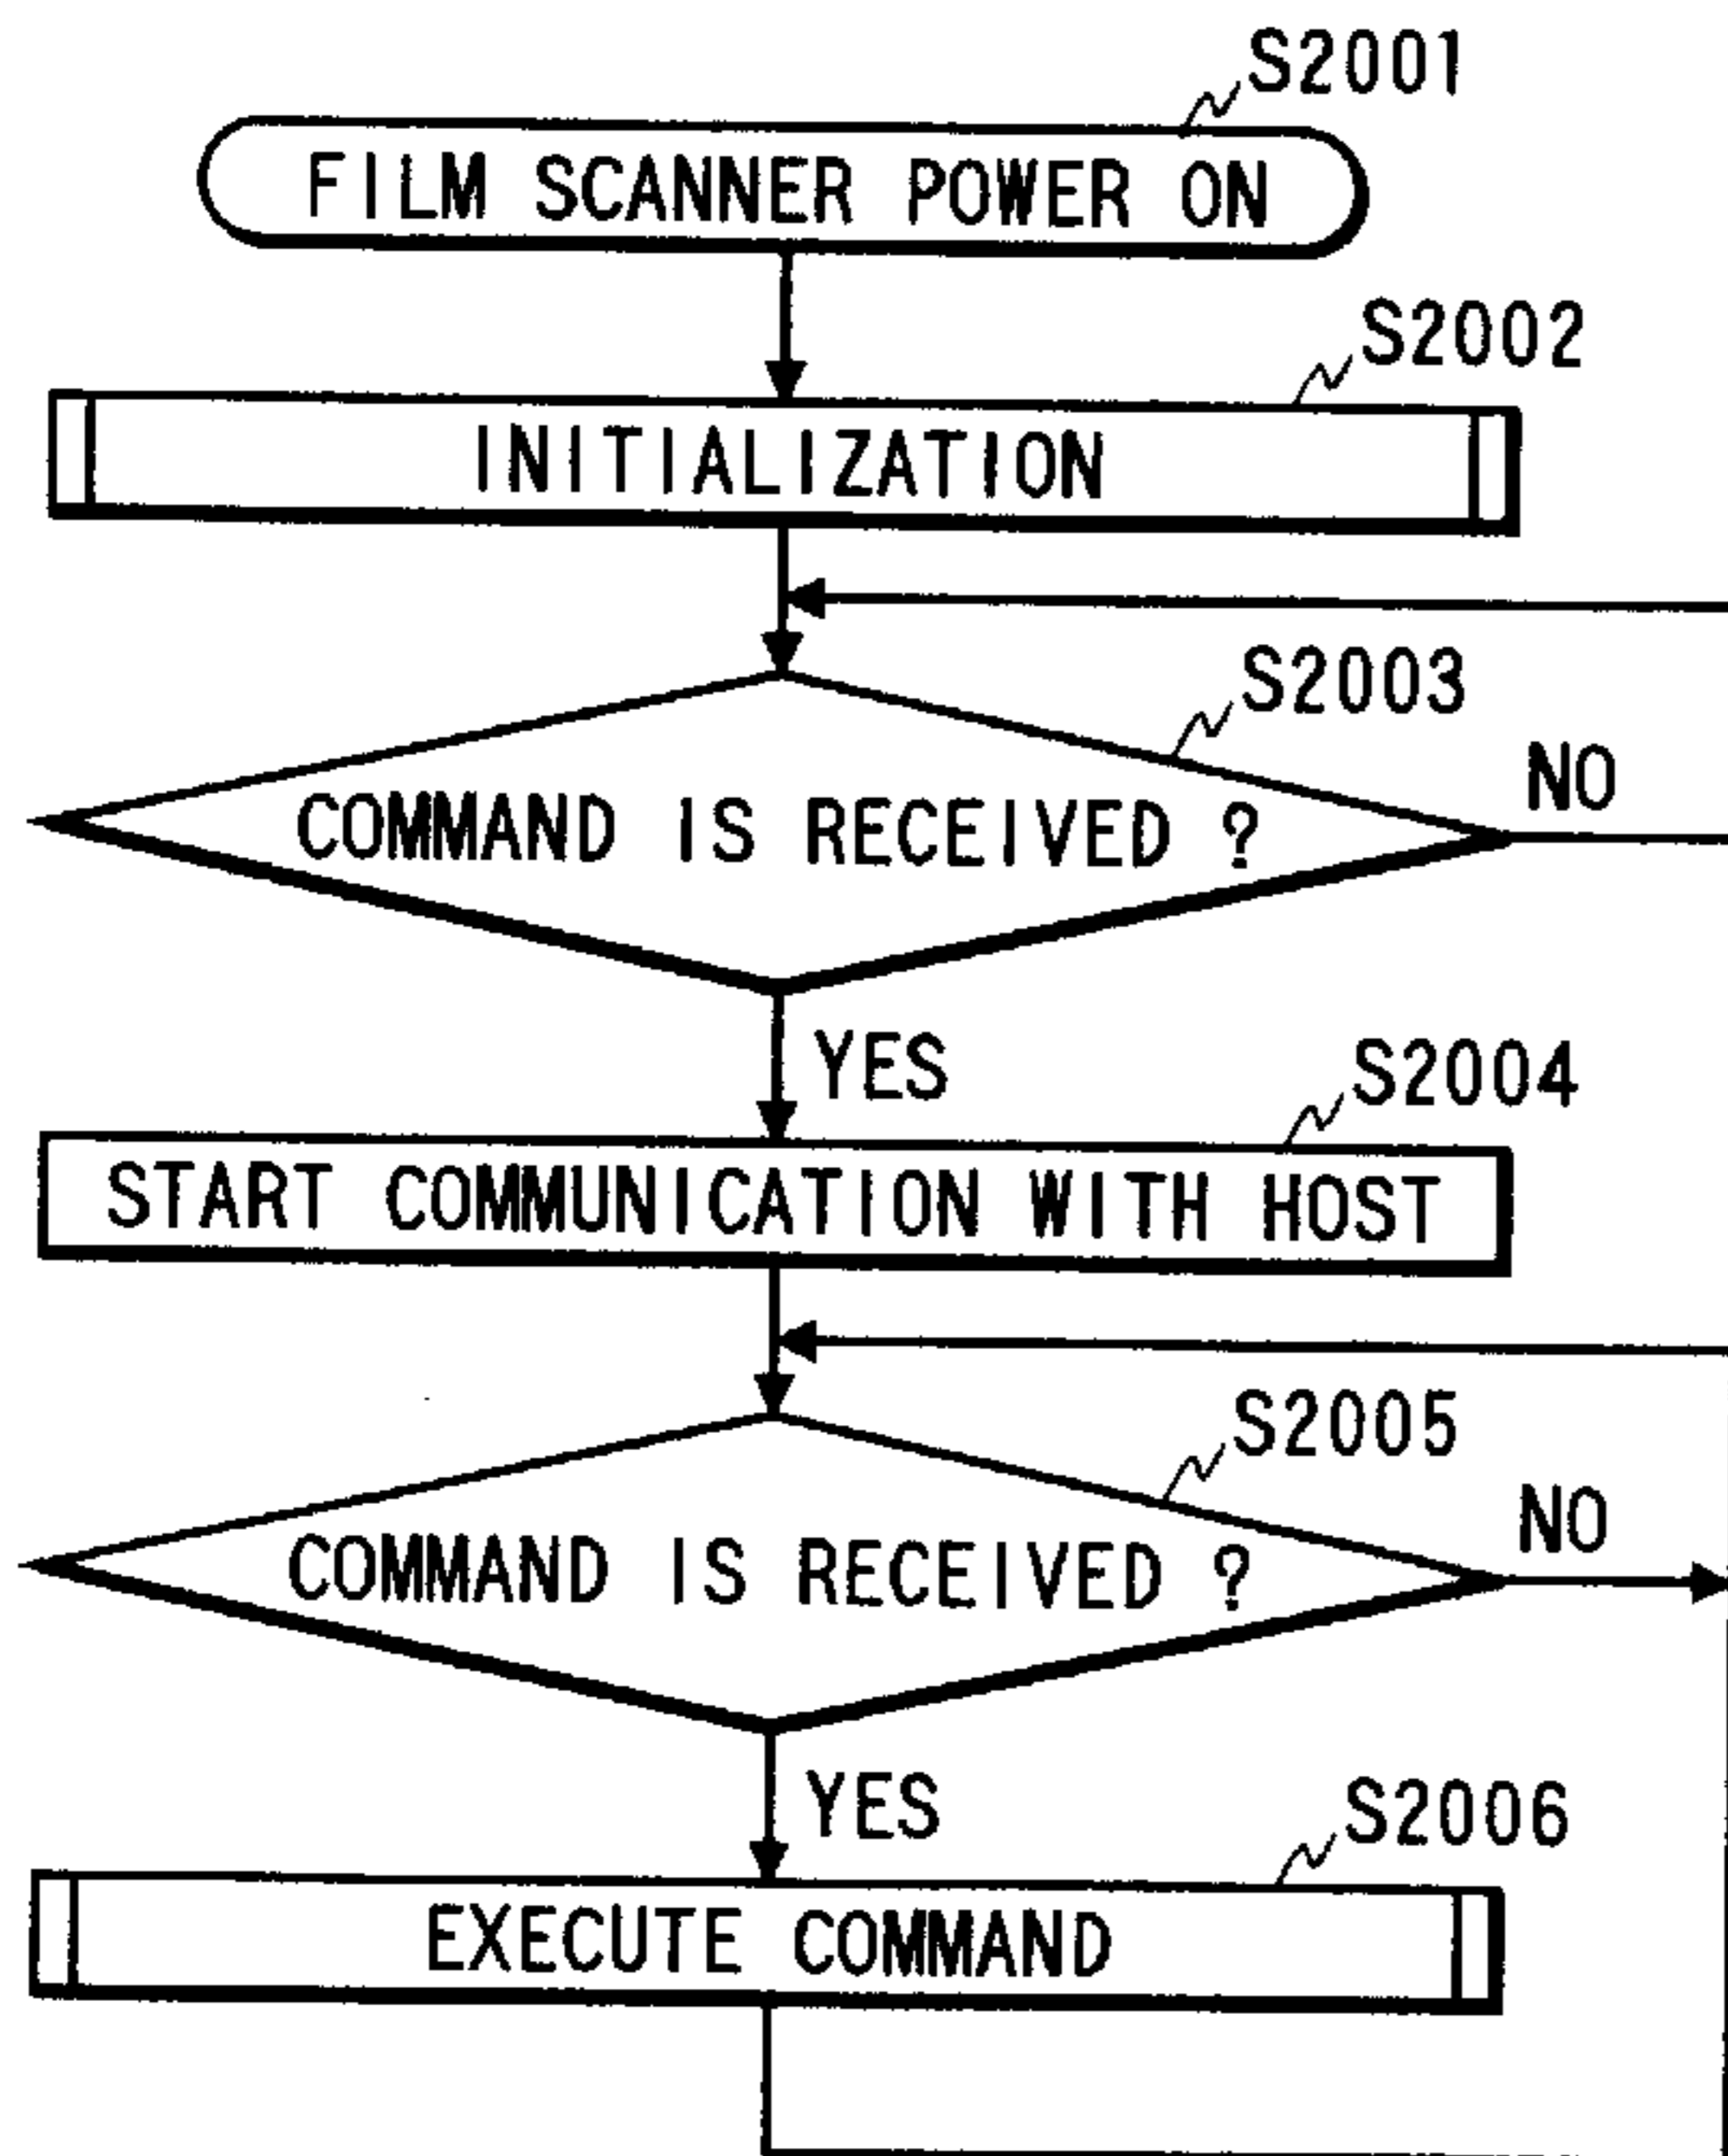 S2001
FILM SCANNER POWER ON
S2002
INITIALIZATION
S2003
NO
COMMAND IS RECEIVED ?
YES
S2004
START COMMUNICATION WITH HOST
S2005
NO
COMMAND IS RECEIVED ?
YES
S2006
EXECUTE COMMAND